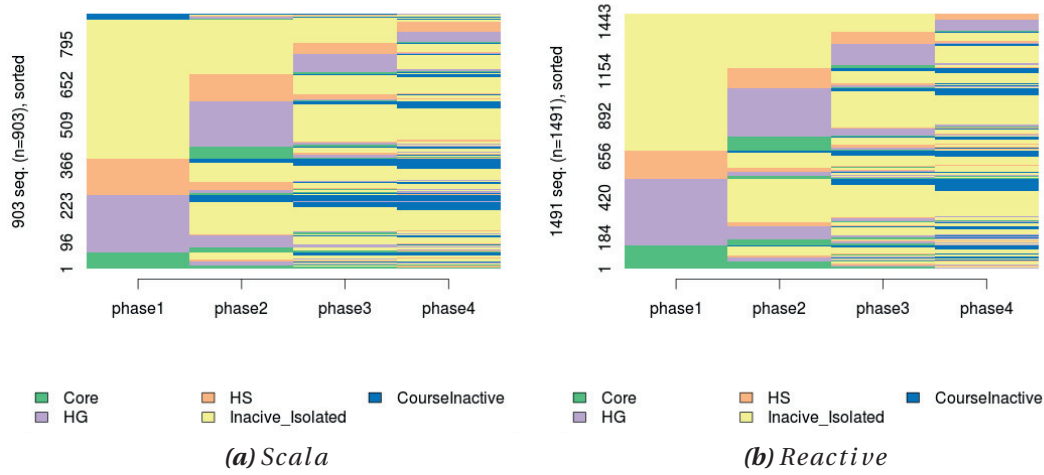 903 seq. (n=903), sorted
795
652
509
366
223
96
1
phase1 phase2 phase3 phase4
Core HS CourseInactive
HG Inacive_Isolated
(a) Scala
1491 seq. (n=1491), sorted
1443
1154
892
656
420
184
1
phase1 phase2 phase3 phase4
Core HS CourseInactive
HG Inacive_Isolated
(b) Reactive